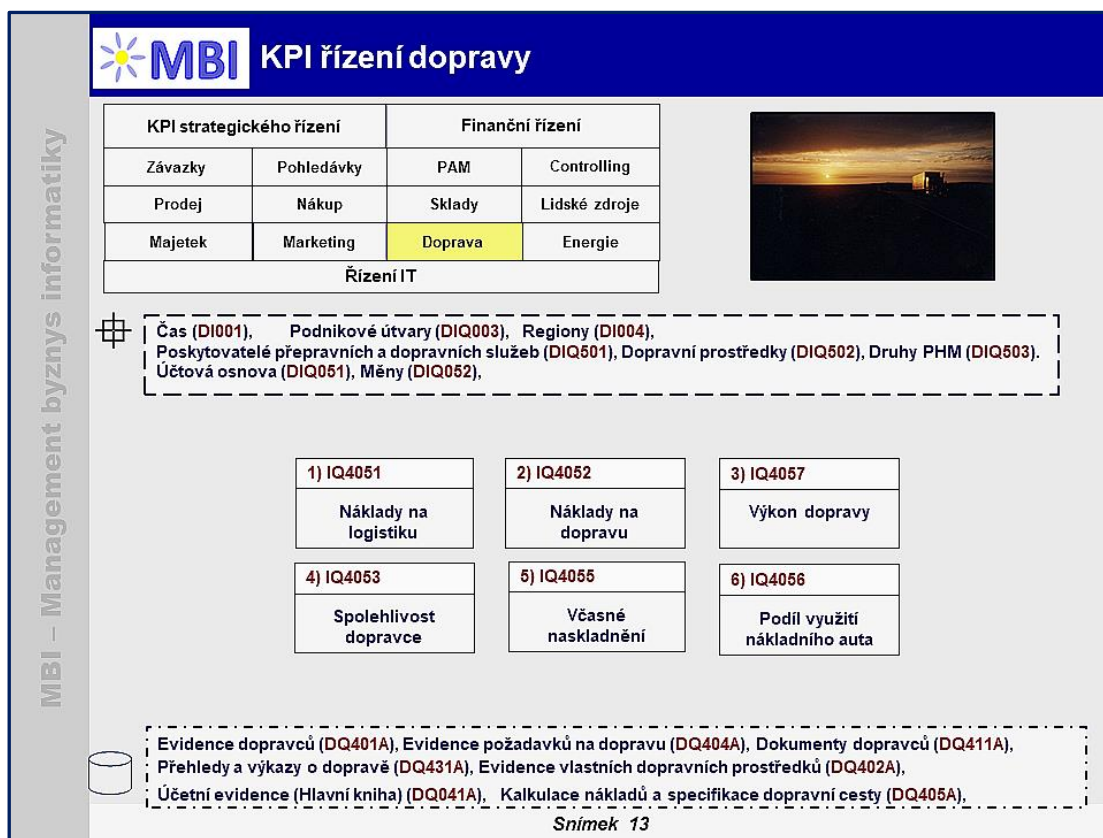 MBI
KPI řízení dopravy
MBI – Management byznys informatiky
KPI strategického řízení Finanční řízení
Závazky Pohledávky PAM Controlling
Prodej Nákup Sklady Lidské zdroje
Majetek Marketing Doprava Energie
Řízení IT
Čas (DI001), Podnikové útvary (DIQ003), Regiony (DI004),
Poskytovatelé přepravních a dopravních služeb (DIQ501), Dopravní prostředky (DIQ502), Druhy PHM (DIQ503).
Účtová osnova (DIQ051), Měny (DIQ052),
1) IQ4051
Náklady na
logistiku
2) IQ4052
Náklady na
dopravu
3) IQ4057
Výkon dopravy
4) IQ4053
Spolehlivost
dopravce
5) IQ4055
Včasné
naskladnění
6) IQ4056
Podíl využití
nákladního auta
Evidence dopravců (DQ401A), Evidence požadavků na dopravu (DQ404A), Dokumenty dopravců (DQ411A),
Přehledy a výkazy o dopravě (DQ431A), Evidence vlastních dopravních prostředků (DQ402A),
Účetní evidence (Hlavní kniha) (DQ041A), Kalkulace nákladů a specifikace dopravní cesty (DQ405A),
Snímek 13